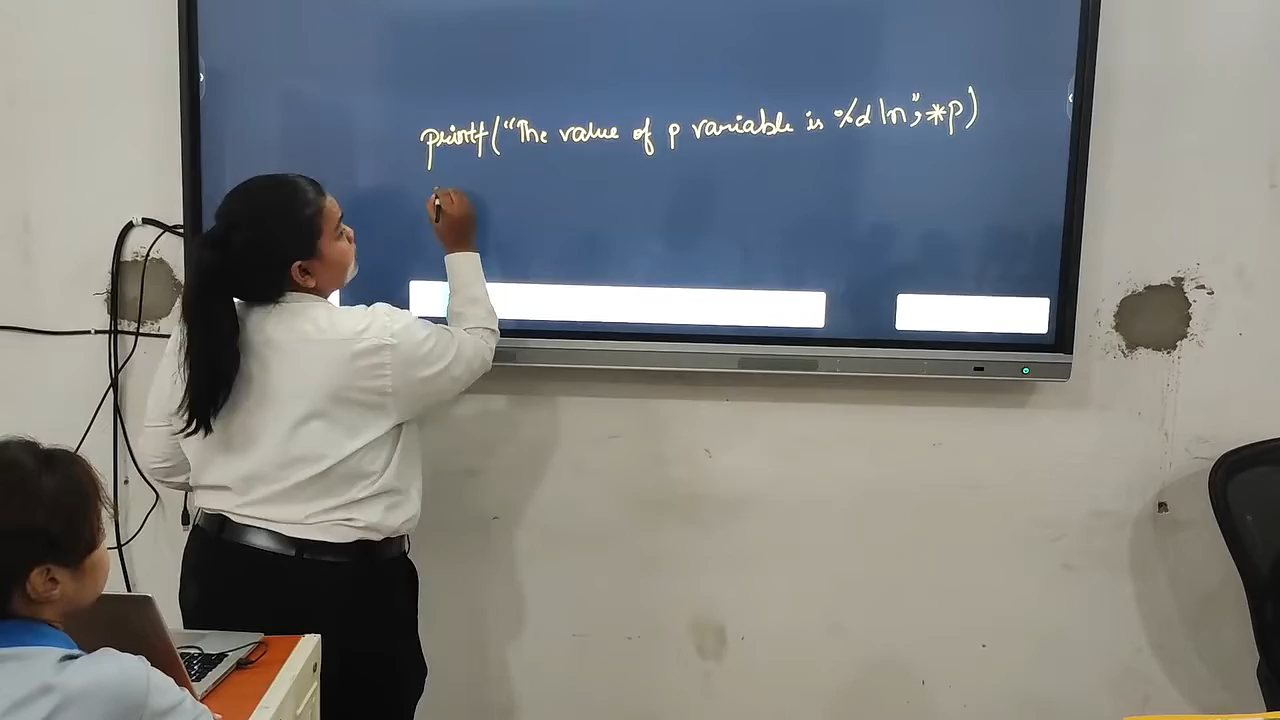 printf("The value of p variable is %d \n", *p)